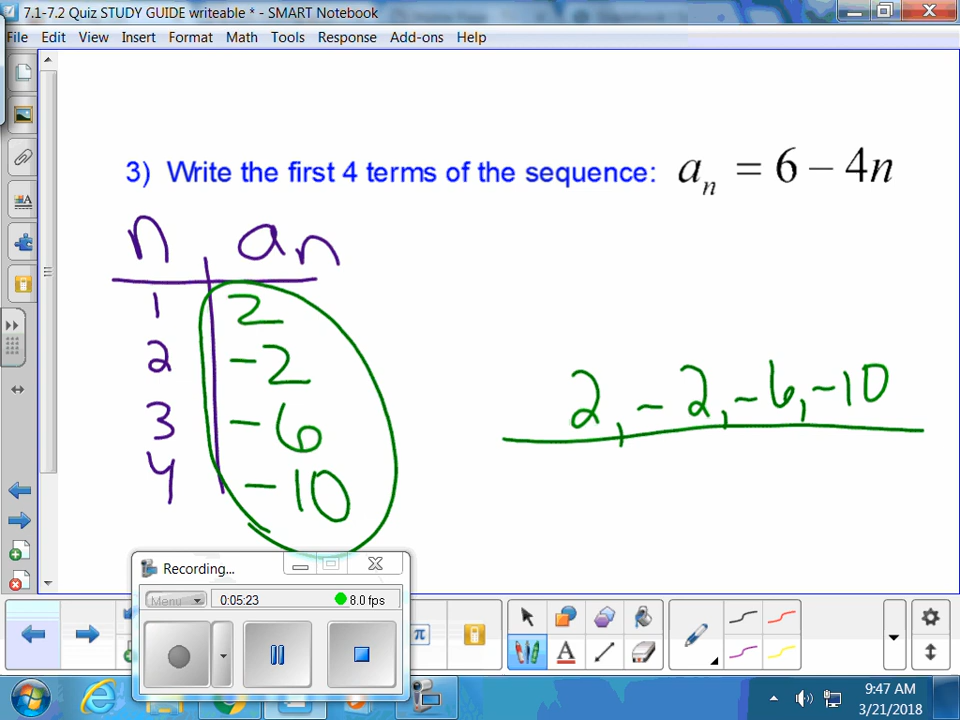 7.1-7.2 Quiz STUDY GUIDE writeable * - SMART Notebook
File Edit View Insert Format Math Tools Response Add-ons Help
3) Write the first 4 terms of the sequence: aₙ = 6 – 4n
n aₙ
1 2
2 -2
3 -6
4 -10
2, -2, -6, -10
Recording...
Menu 0:05:23 8.0 fps
π A
9:47 AM
3/21/2018